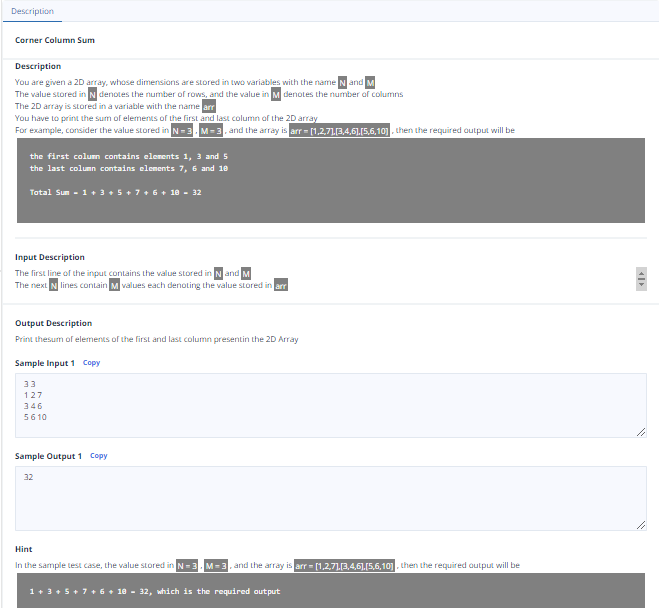 Description
Corner Column Sum
Description
You are given a 2D array, whose dimensions are stored in two variables with the name N and M
The value stored in N denotes the number of rows, and the value in M denotes the number of columns
The 2D array is stored in a variable with the name arr
You have to print the sum of elements of the first and last column of the 2D array
For example, consider the value stored in N = 3 , M = 3 , and the array is arr = [1,2,7],[3,4,6],[5,6,10] , then the required output will be
the first column contains elements 1, 3 and 5
the last column contains elements 7, 6 and 10
Total Sum = 1 + 3 + 5 + 7 + 6 + 10 = 32
Input Description
The first line of the input contains the value stored in N and M
The next N lines contain M values each denoting the value stored in arr
Output Description
Print thesum of elements of the first and last column presentin the 2D Array
Sample Input 1 Copy
3 3
1 2 7
3 4 6
5 6 10
Sample Output 1 Copy
32
Hint
In the sample test case, the value stored in N = 3 , M = 3 , and the array is arr = [1,2,7],[3,4,6],[5,6,10] , then the required output will be
1 + 3 + 5 + 7 + 6 + 10 = 32, which is the required output